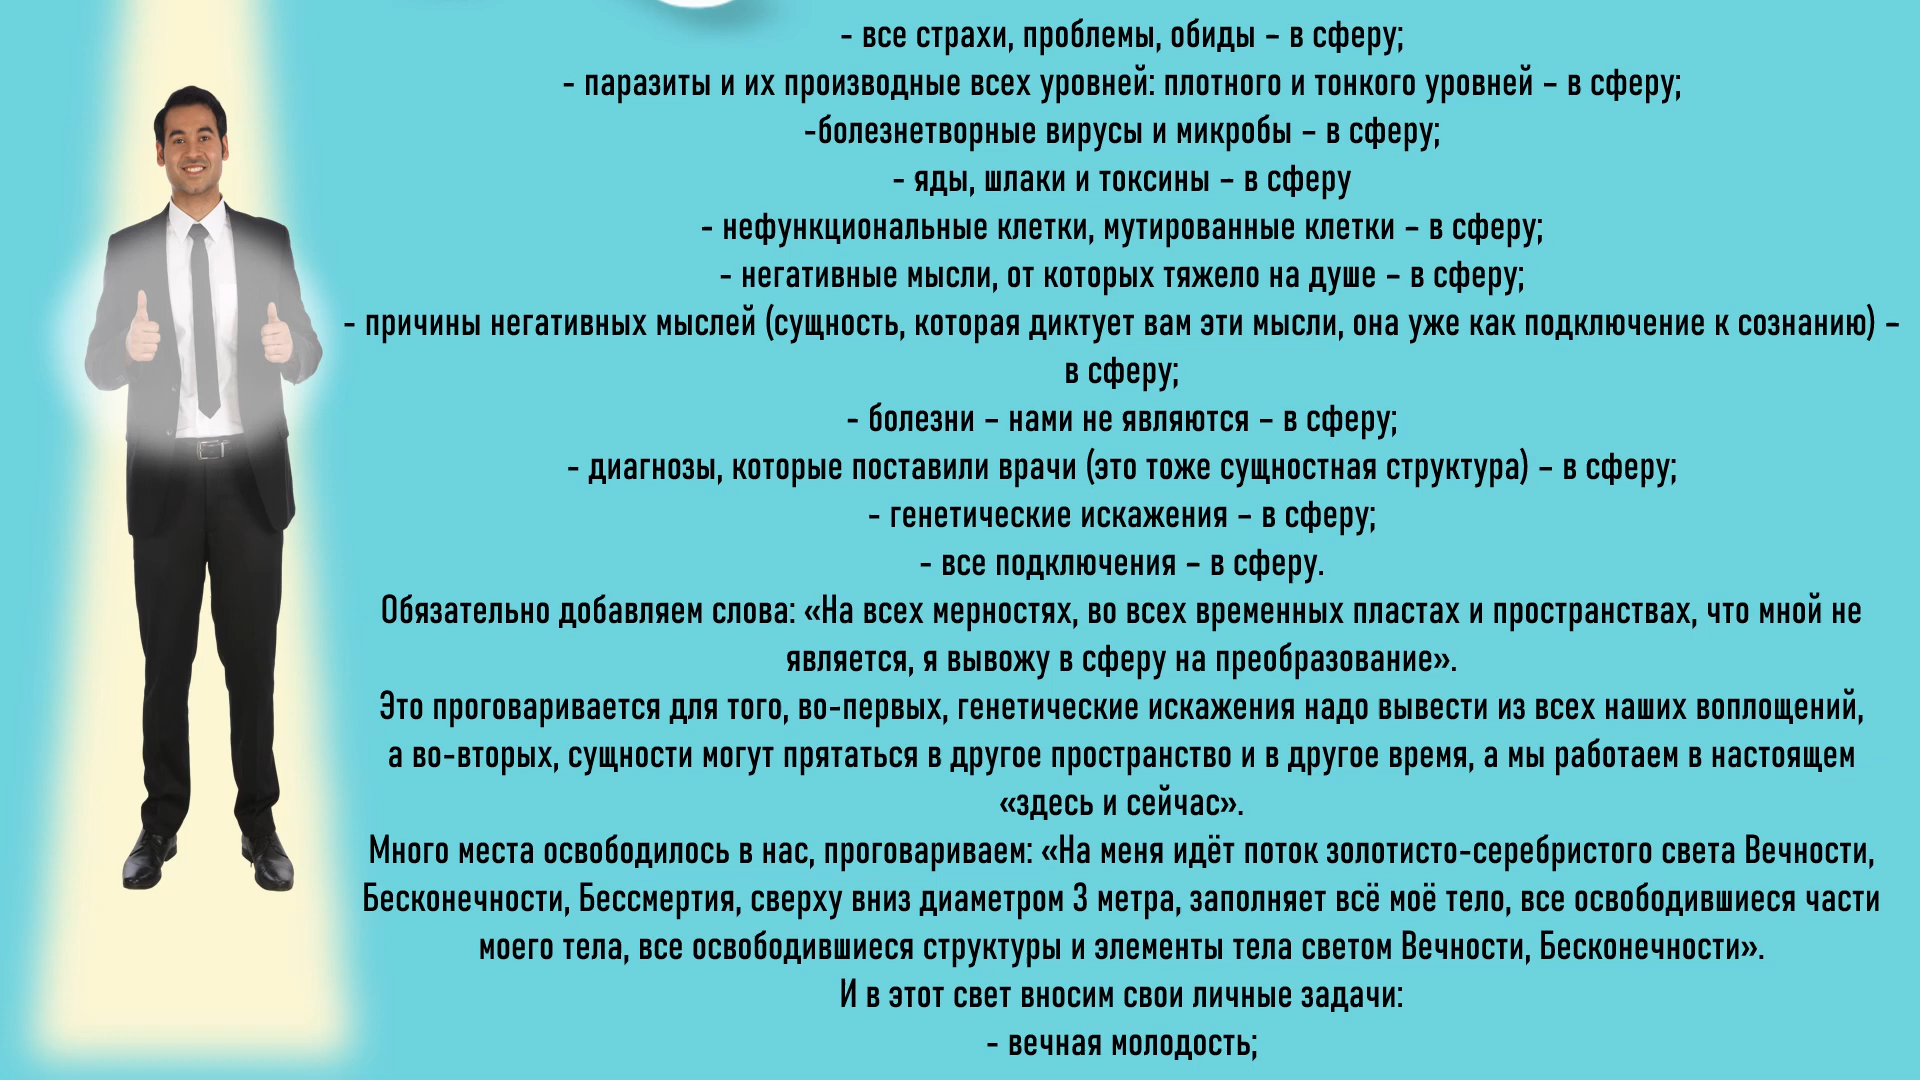 - все страхи, проблемы, обиды – в сферу;
- паразиты и их производные всех уровней: плотного и тонкого уровней – в сферу;
-болезнетворные вирусы и микробы – в сферу;
- яды, шлаки и токсины – в сферу
- нефункциональные клетки, мутированные клетки – в сферу;
- негативные мысли, от которых тяжело на душе – в сферу;
- причины негативных мыслей (сущность, которая диктует вам эти мысли, она уже как подключение к сознанию) –
в сферу;
- болезни – нами не являются – в сферу;
- диагнозы, которые поставили врачи (это тоже сущностная структура) – в сферу;
- генетические искажения – в сферу;
- все подключения – в сферу.
Обязательно добавляем слова: «На всех мерностях, во всех временных пластах и пространствах, что мной не
является, я вывожу в сферу на преобразование».
Это проговаривается для того, во-первых, генетические искажения надо вывести из всех наших воплощений,
а во-вторых, сущности могут прятаться в другое пространство и в другое время, а мы работаем в настоящем
«здесь и сейчас».
Много места освободилось в нас, проговариваем: «На меня идёт поток золотисто-серебристого света Вечности,
Бесконечности, Бессмертия, сверху вниз диаметром 3 метра, заполняет всё моё тело, все освободившиеся части
моего тела, все освободившиеся структуры и элементы тела светом Вечности, Бесконечности».
И в этот свет вносим свои личные задачи:
- вечная молодость;